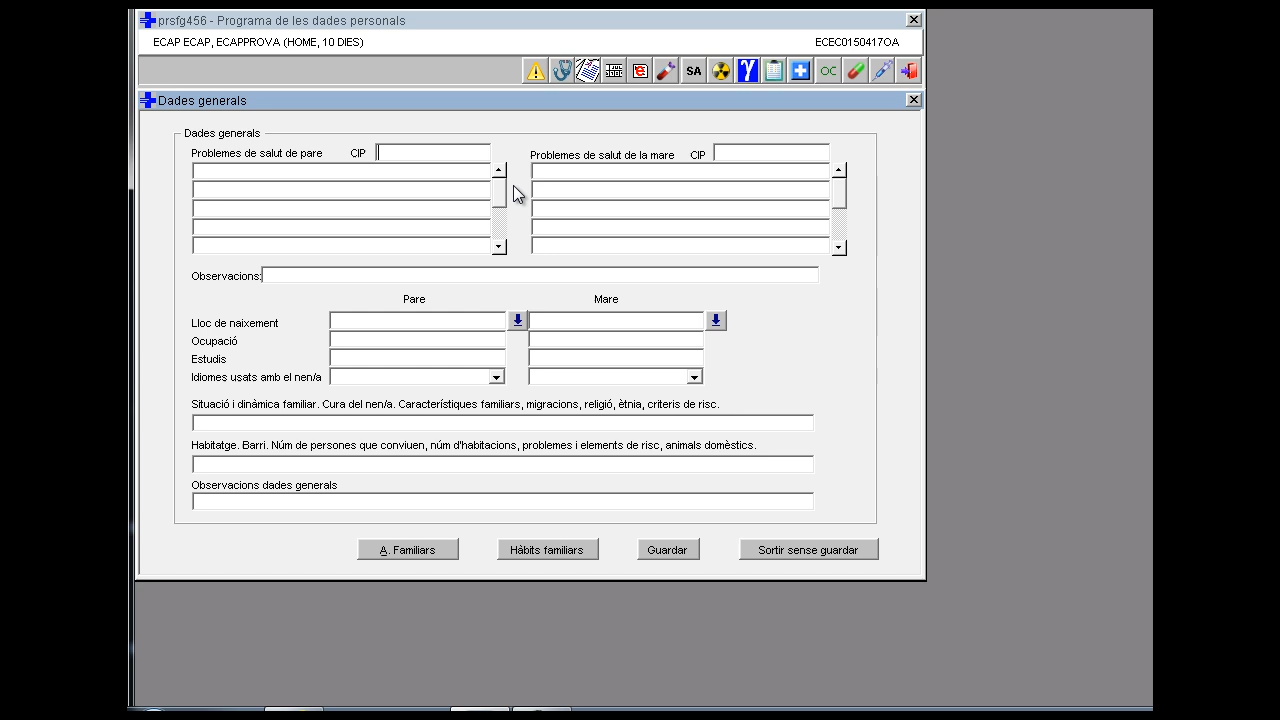 prsfg456 - Programa de les dades personals
ECAP ECAP, ECAPPROVA (HOME, 10 DIES) ECEC0150417OA
SA γ OC
Dades generals
Dades generals
Problemes de salut de pare CIP Problemes de salut de la mare CIP
Observacions:
Pare Mare
Lloc de naixement
Ocupació
Estudis
Idiomes usats amb el nen/a
Situació i dinàmica familiar. Cura del nen/a. Característiques familiars, migracions, religió, ètnia, criteris de risc.
Habitatge. Barri. Núm de persones que conviuen, núm d'habitacions, problemes i elements de risc, animals domèstics.
Observacions dades generals
A. Familiars Hàbits familiars Guardar Sortir sense guardar